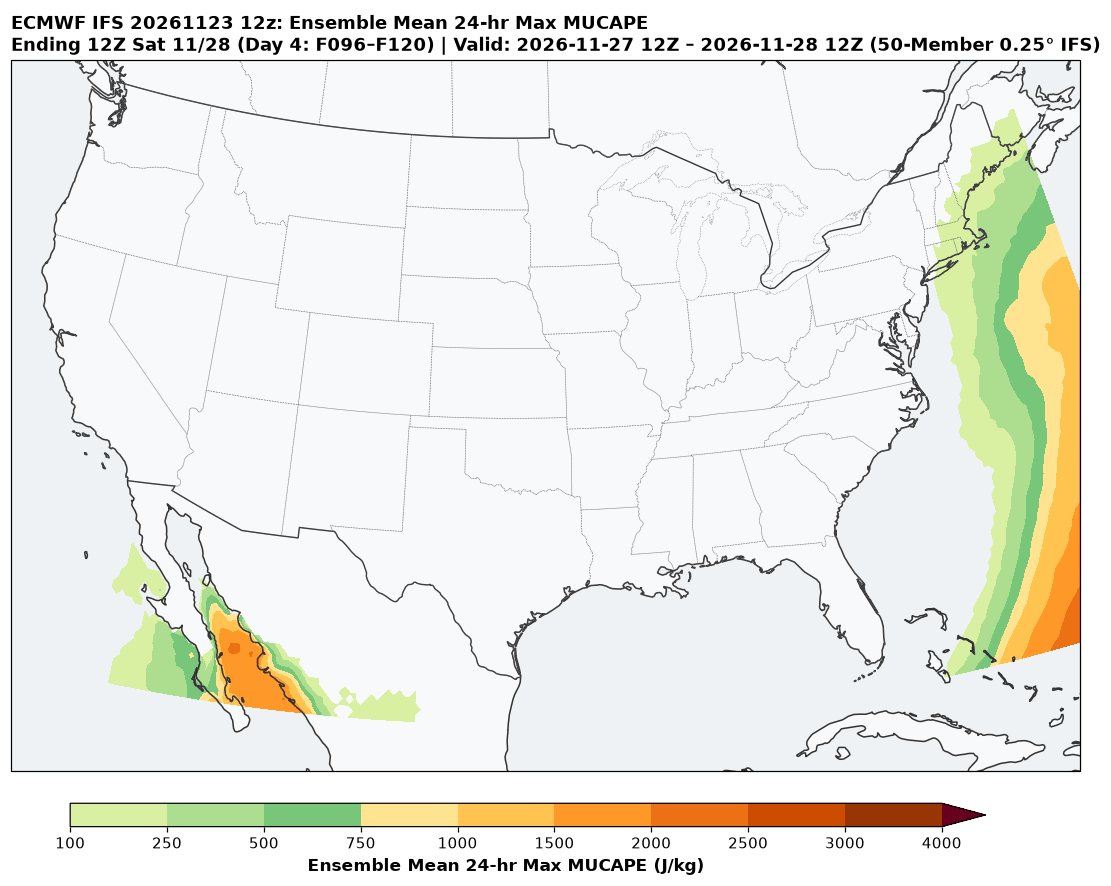 ECMWF IFS 20261123 12z: Ensemble Mean 24-hr Max MUCAPE
Ending 12Z Sat 11/28 (Day 4: F096–F120) | Valid: 2026-11-27 12Z – 2026-11-28 12Z (50-Member 0.25° IFS)
100 250 500 750 1000 1500 2000 2500 3000 4000
Ensemble Mean 24-hr Max MUCAPE (J/kg)